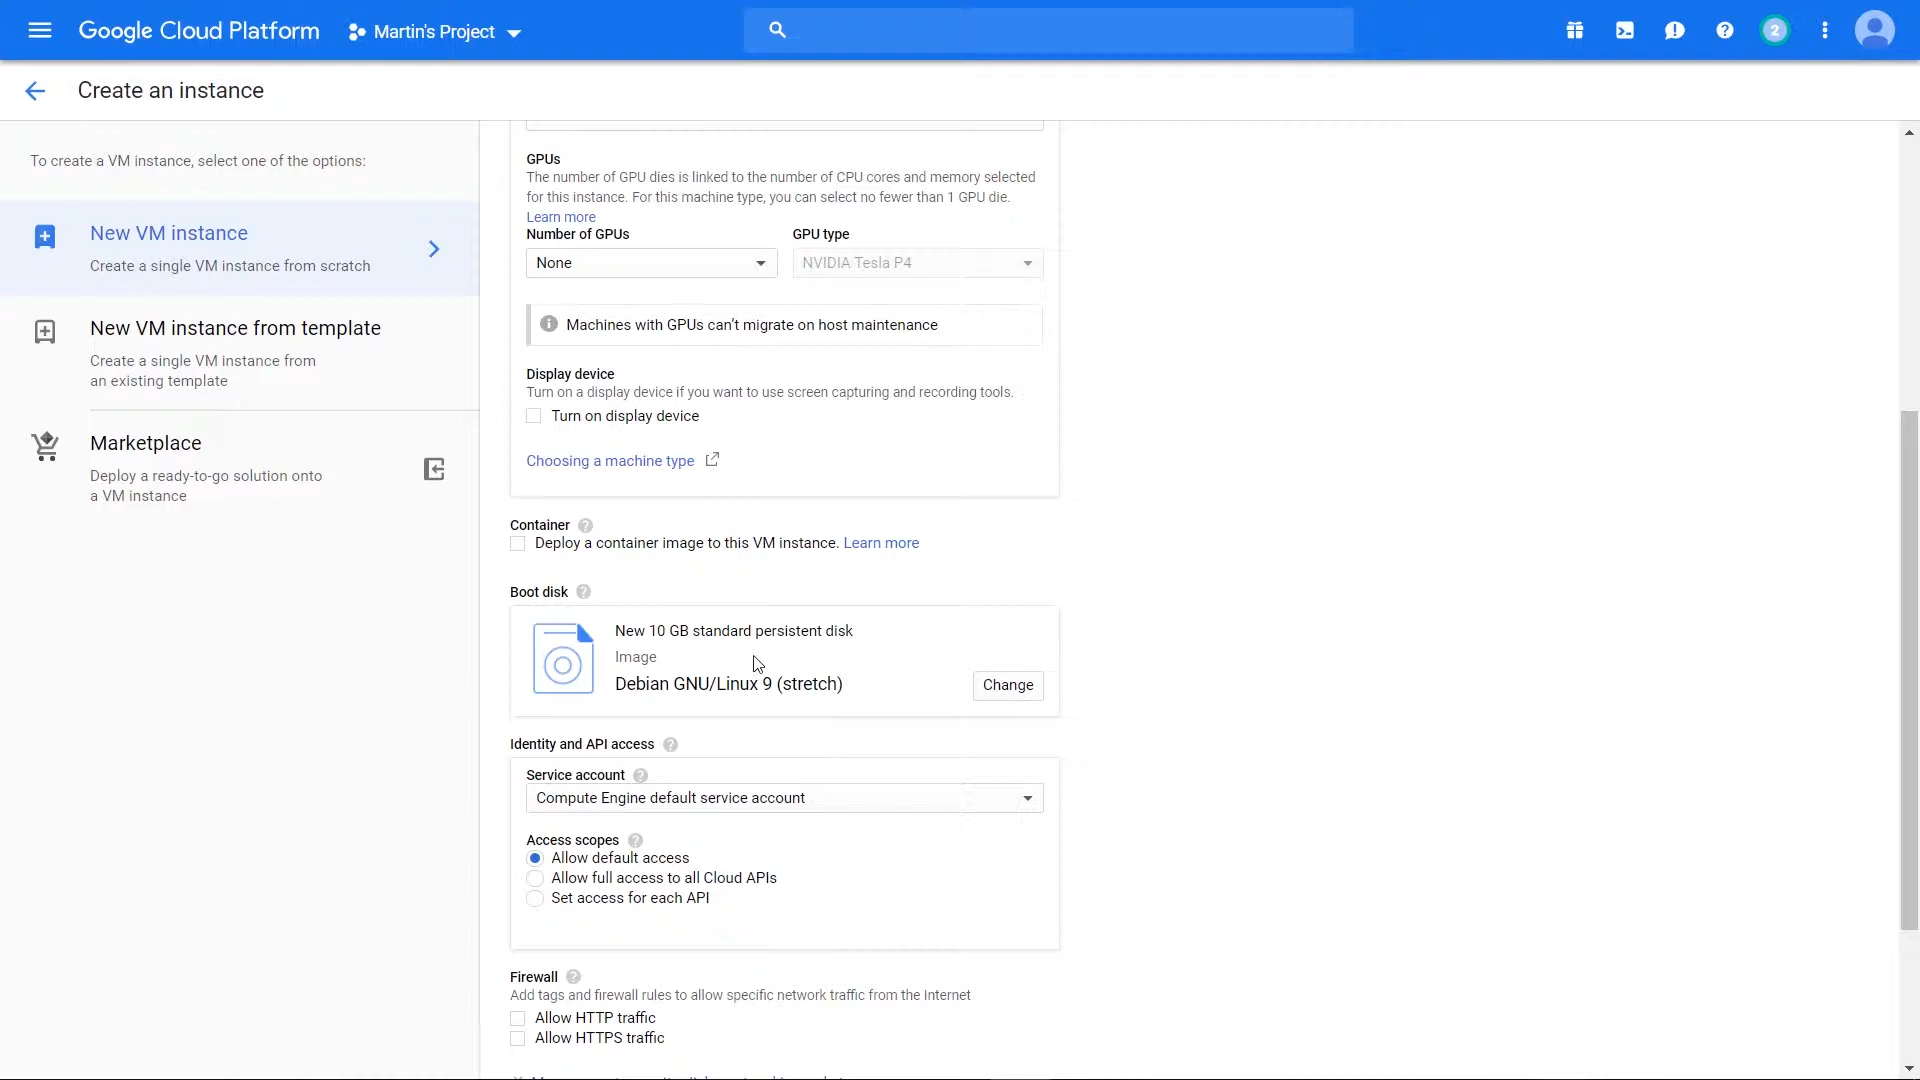 Google Cloud Platform
Martin's Project
2
Create an instance
To create a VM instance, select one of the options:
New VM instance
Create a single VM instance from scratch
New VM instance from template
Create a single VM instance from
an existing template
Marketplace
Deploy a ready-to-go solution onto
a VM instance
GPUs
The number of GPU dies is linked to the number of CPU cores and memory selected
for this instance. For this machine type, you can select no fewer than 1 GPU die.
Learn more
Number of GPUs
GPU type
None
NVIDIA Tesla P4
Machines with GPUs can't migrate on host maintenance
Display device
Turn on a display device if you want to use screen capturing and recording tools.
Turn on display device
Choosing a machine type
Container
Deploy a container image to this VM instance. Learn more
Boot disk
New 10 GB standard persistent disk
Image
Debian GNU/Linux 9 (stretch)
Change
Identity and API access
Service account
Compute Engine default service account
Access scopes
Allow default access
Allow full access to all Cloud APIs
Set access for each API
Firewall
Add tags and firewall rules to allow specific network traffic from the Internet
Allow HTTP traffic
Allow HTTPS traffic